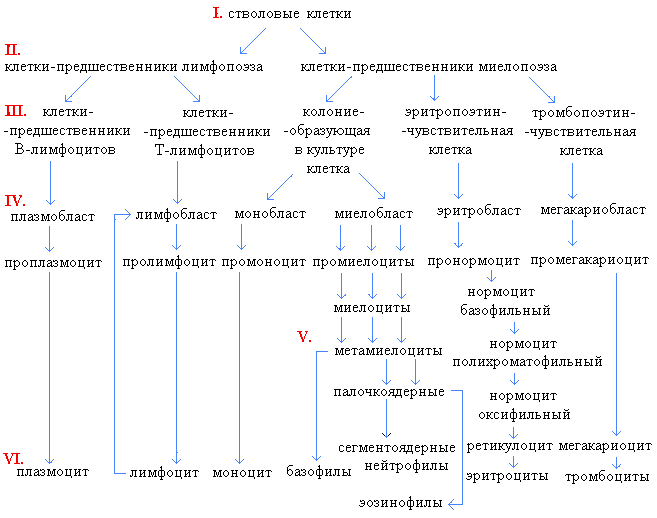 I. стволовые клетки
II.
клетки-предшественники лимфопоэза
клетки-предшественники миелопоэза
III.
клетки-
-предшественники
В-лимфоцитов
клетки-
-предшественники
Т-лимфоцитов
колоние-
-образующая
в культуре
клетка
эритропоэтин-
-чувствительная
клетка
тромбопоэтин-
-чувствительная
клетка
IV.
плазмобласт
лимфобласт
монобласт
миелобласт
эритробласт
мегакариобласт
проплазмоцит
пролимфоцит
промоноцит
промиелоциты
пронормоцит
промегакариоцит
миелоциты
нормоцит
базофильный
V.
метамиелоциты
нормоцит
полихроматофильный
палочкоядерные
нормоцит
оксифильный
сегментоядерные
нейтрофилы
ретикулоцит
мегакариоцит
VI.
плазмоцит
лимфоцит
моноцит
базофилы
эритроциты
тромбоциты
эозинофилы